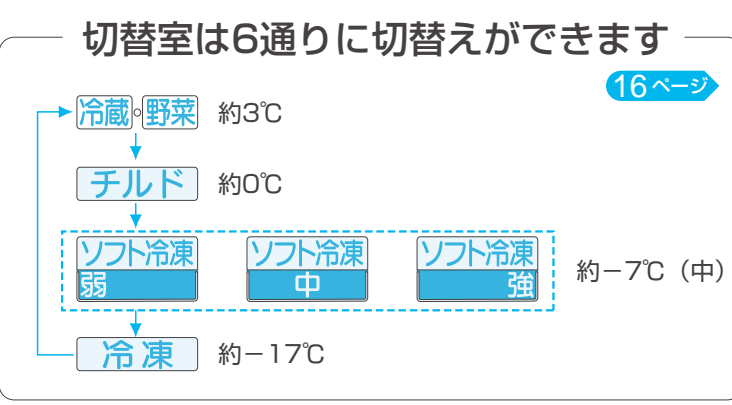 切替室は6通りに切替えができます
16ページ
冷蔵 野菜 約3℃
チルド 約0℃
ソフト冷凍 ソフト冷凍 ソフト冷凍
弱 中 強
約−7℃（中）
冷凍 約−17℃